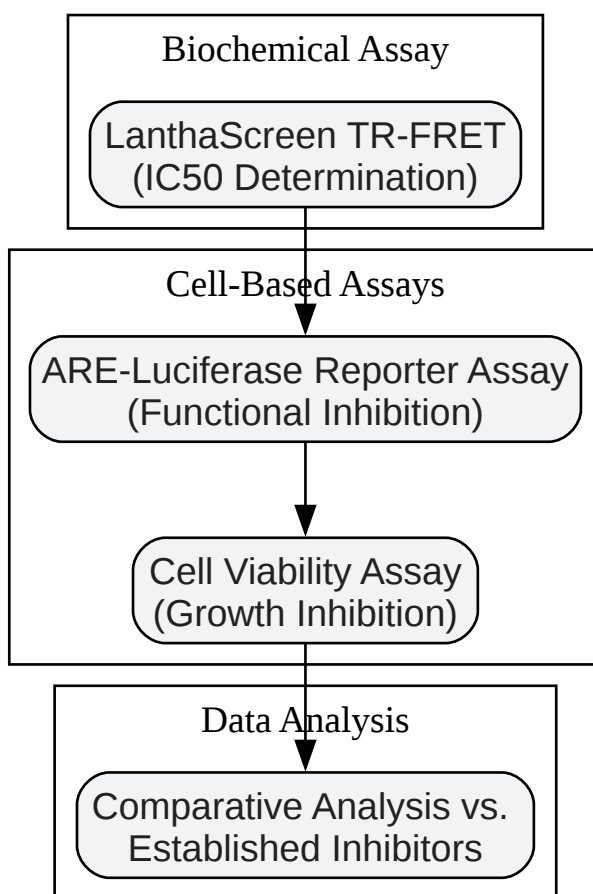 Biochemical Assay
LanthaScreen TR-FRET
(IC50 Determination)
Cell-Based Assays
ARE-Luciferase Reporter Assay
(Functional Inhibition)
Cell Viability Assay
(Growth Inhibition)
Data Analysis
Comparative Analysis vs.
Established Inhibitors